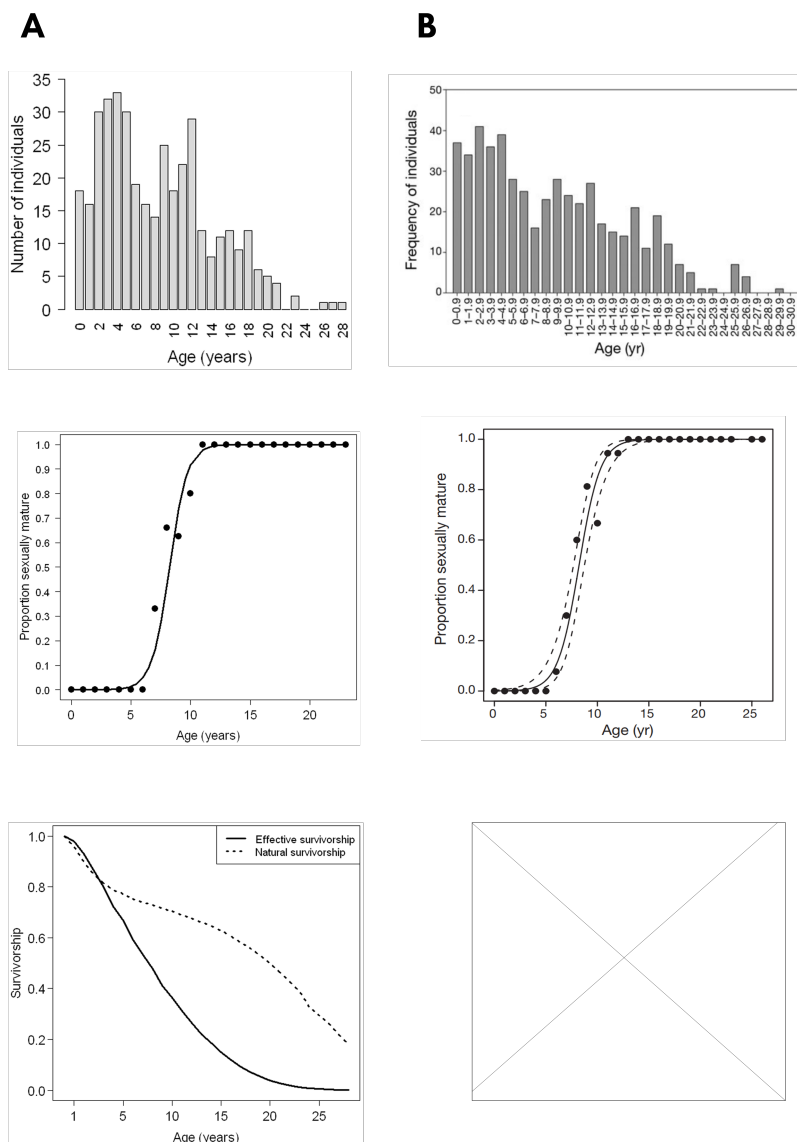 A
B
35
30
25
20
15
10
5
0
Number of individuals
0 2 4 6 8 10 12 14 16 18 20 22 24 26 28
Age (years)
50
40
30
20
10
0
Frequency of individuals
0–0.9 1–1.9 2–2.9 3–3.9 4–4.9 5–5.9 6–6.9 7–7.9 8–8.9 9–9.9 10–10.9 11–11.9 12–12.9 13–13.9 14–14.9 15–15.9 16–16.9 17–17.9 18–18.9 19–19.9 20–20.9 21–21.9 22–22.9 23–23.9 24–24.9 25–25.9 26–26.9 27–27.9 28–28.9 29–29.9 30–30.9
Age (yr)
1.0
0.9
0.8
0.7
0.6
0.5
0.4
0.3
0.2
0.1
0.0
Proportion sexually mature
0 5 10 15 20
Age (years)
1.0
0.8
0.6
0.4
0.2
0.0
Proportion sexually mature
0 5 10 15 20 25
Age (yr)
Effective survivorship
Natural survivorship
1.0
0.8
0.6
0.4
0.2
0.0
Survivorship
1 5 10 15 20 25
Age (years)